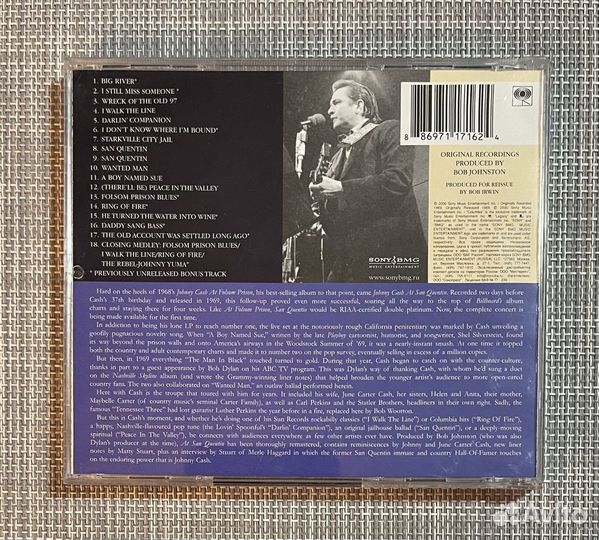 1. BIG RIVER*
2. I STILL MISS SOMEONE *
3. WRECK OF THE OLD 97
4. I WALK THE LINE
5. DARLIN' COMPANION
6. I DON'T KNOW WHERE I'M BOUND*
7. STARKVILLE CITY JAIL
8. SAN QUENTIN
9. SAN QUENTIN
10. WANTED MAN
11. A BOY NAMED SUE
12. (THERE'LL BE) PEACE IN THE VALLEY
13. FOLSOM PRISON BLUES*
14. RING OF FIRE*
15. HE TURNED THE WATER INTO WINE*
16. DADDY SANG BASS*
17. THE OLD ACCOUNT WAS SETTLED LONG AGO*
18. CLOSING MEDLEY: FOLSOM PRISON BLUES/
I WALK THE LINE/RING OF FIRE/
THE REBEL-JOHNNY YUMA*
* PREVIOUSLY UNRELEASED BONUS TRACK
SONY BMG
MUSIC ENTERTAINMENT
www.sonybmg.ru
8 86971 17162 4
ORIGINAL RECORDINGS
PRODUCED BY
BOB JOHNSTON
PRODUCED FOR REISSUE
BY BOB IRWIN
Hard on the heels of 1968's Johnny Cash At Folsom Prison, his best-selling album to that point, came Johnny Cash At San Quentin. Recorded two days before
Cash's 37th birthday and released in 1969, this follow-up proved even more successful, soaring all the way to the top of Billboard's album
charts and staying there for four weeks. Like At Folsom Prison, San Quentin would be RIAA-certified double platinum. Now, the complete concert is
being made available for the first time.
In addition to being his lone LP to reach number one, the live set at the notoriously rough California penitentiary was marked by Cash unveiling a
goofily pugnacious novelty song. When "A Boy Named Sue," written by the late Playboy cartoonist, humorist, and songwriter, Shel Silverstein, found
its way beyond the prison walls and onto America's airways in the Woodstock Summer of '69, it was a nearly-instant smash. At one time it topped
both the country and adult contemporary charts and made it to number two on the pop survey, eventually selling in excess of a million copies.
But then, in 1969 everything "The Man In Black" touched turned to gold. During that year, Cash began to catch on with the counter-culture,
thanks in part to a guest appearance by Bob Dylan on his ABC TV program. This was Dylan's way of thanking Cash, with whom he'd sung a duet
on the Nashville Skyline album (and wrote the Grammy-winning liner notes) that helped broaden the younger artist's audience to more open-eared
country fans. The two also collaborated on "Wanted Man," an outlaw ballad performed herein.
Here with Cash is the troupe that toured with him for years. It included his wife, June Carter Cash, her sisters, Helen and Anita, their mother,
Maybelle Carter (of country music's seminal Carter Family), as well as Carl Perkins and the Statler Brothers, headliners in their own right. Sadly, the
famous "Tennessee Three" had lost guitarist Luther Perkins the year before in a fire, replaced here by Bob Wootton.
But this is Cash's moment, and whether he's doing one of his Sun Records rockabilly classics ("I Walk The Line") or Columbia hits ("Ring Of Fire"),
a happy, Nashville-flavoured pop tune (the Lovin' Spoonful's "Darlin' Companion"), an original jailhouse ballad ("San Quentin"), or a deeply-moving
spiritual ("Peace In The Valley"), he connects with audiences everywhere as few other artists ever have. Produced by Bob Johnston (who was also
Dylan's producer at the time), At San Quentin has been thoroughly remastered, contains reminiscences by Johnny and June Carter Cash, new liner
notes by Marty Stuart, plus an interview by Stuart of Merle Haggard in which the former San Quentin inmate and country Hall-Of-Famer touches
on the enduring power that is Johnny Cash.
Avito